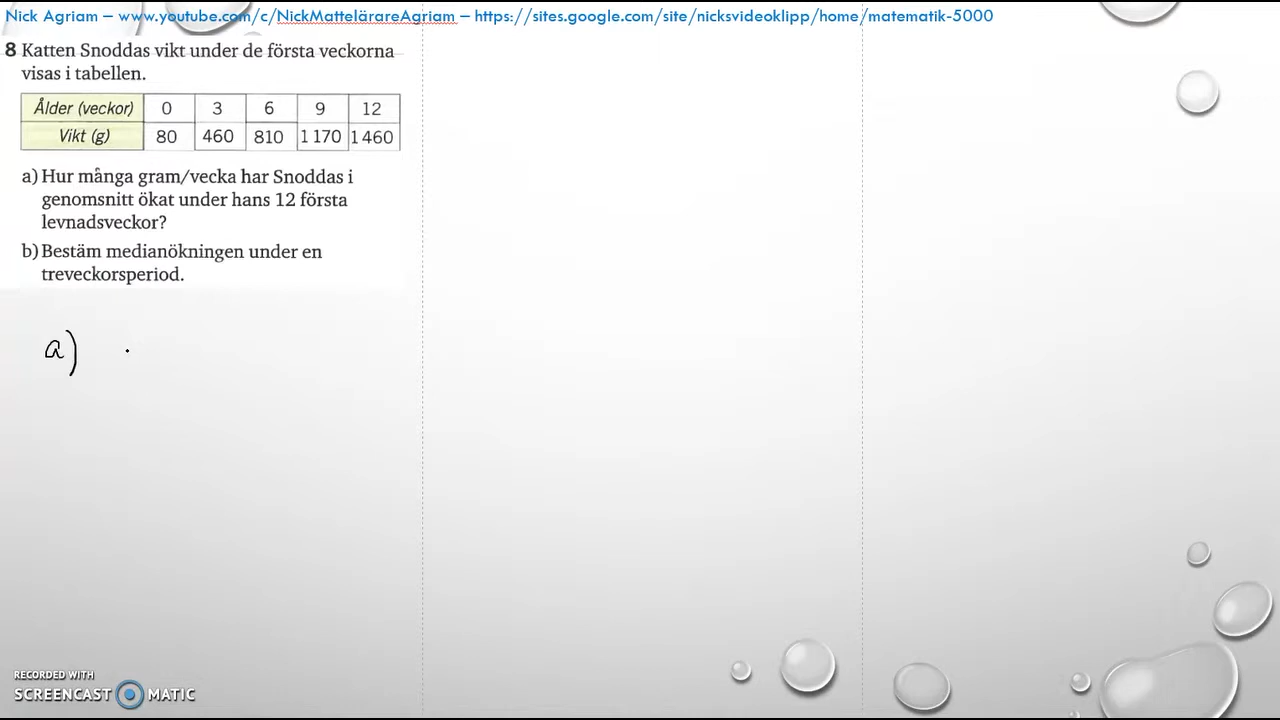 Nick Agriam – www.youtube.com/c/NickMattelärareAgriam – https://sites.google.com/site/nicksvideoklipp/home/matematik-5000
8 Katten Snoddas vikt under de första veckorna
visas i tabellen.
Ålder (veckor) 0 3 6 9 12
Vikt (g) 80 460 810 1 170 1 460
a) Hur många gram/vecka har Snoddas i
genomsnitt ökat under hans 12 första
levnadsveckor?
b) Bestäm medianökningen under en
treveckorsperiod.
a)
RECORDED WITH
SCREENCAST MATIC